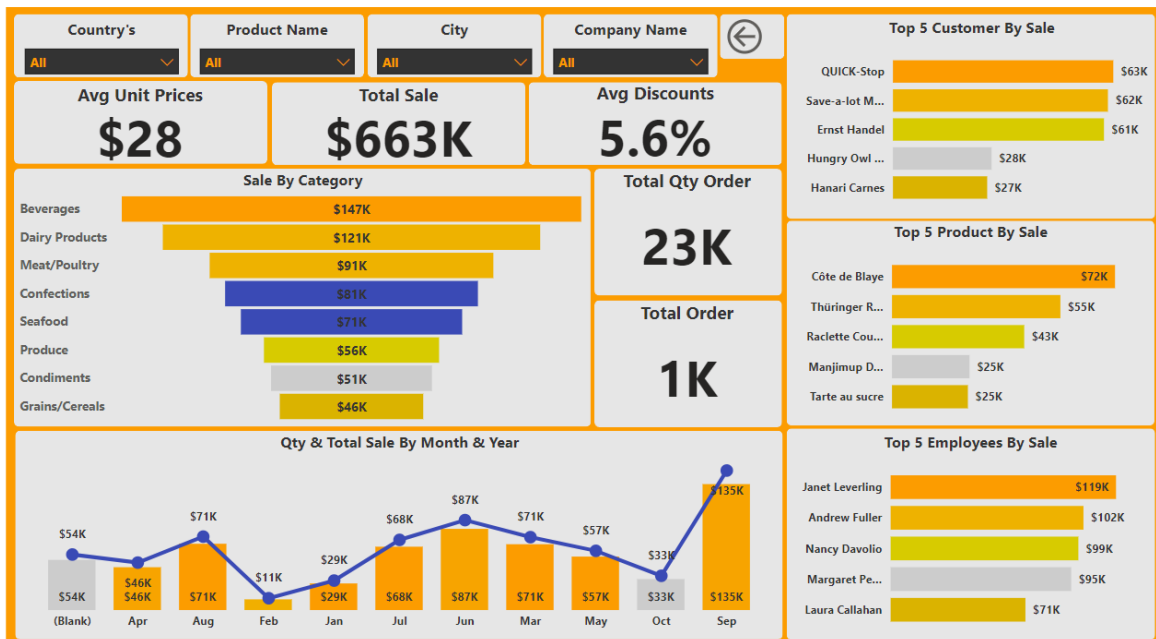 Country's
All
Product Name
All
City
All
Company Name
All
Avg Unit Prices
$28
Total Sale
$663K
Avg Discounts
5.6%
Sale By Category
Beverages $147K
Dairy Products $121K
Meat/Poultry $91K
Confections $81K
Seafood $71K
Produce $56K
Condiments $51K
Grains/Cereals $46K
Total Qty Order
23K
Total Order
1K
Qty & Total Sale By Month & Year
$54K $46K $71K $11K $29K $68K $87K $71K $57K $33K $135K
$54K $46K $71K $29K $68K $87K $71K $57K $33K $135K
(Blank) Apr Aug Feb Jan Jul Jun Mar May Oct Sep
Top 5 Customer By Sale
QUICK-Stop $63K
Save-a-lot M... $62K
Ernst Handel $61K
Hungry Owl ... $28K
Hanari Carnes $27K
Top 5 Product By Sale
Côte de Blaye $72K
Thüringer R... $55K
Raclette Cou... $43K
Manjimup D... $25K
Tarte au sucre $25K
Top 5 Employees By Sale
Janet Leverling $119K
Andrew Fuller $102K
Nancy Davolio $99K
Margaret Pe... $95K
Laura Callahan $71K